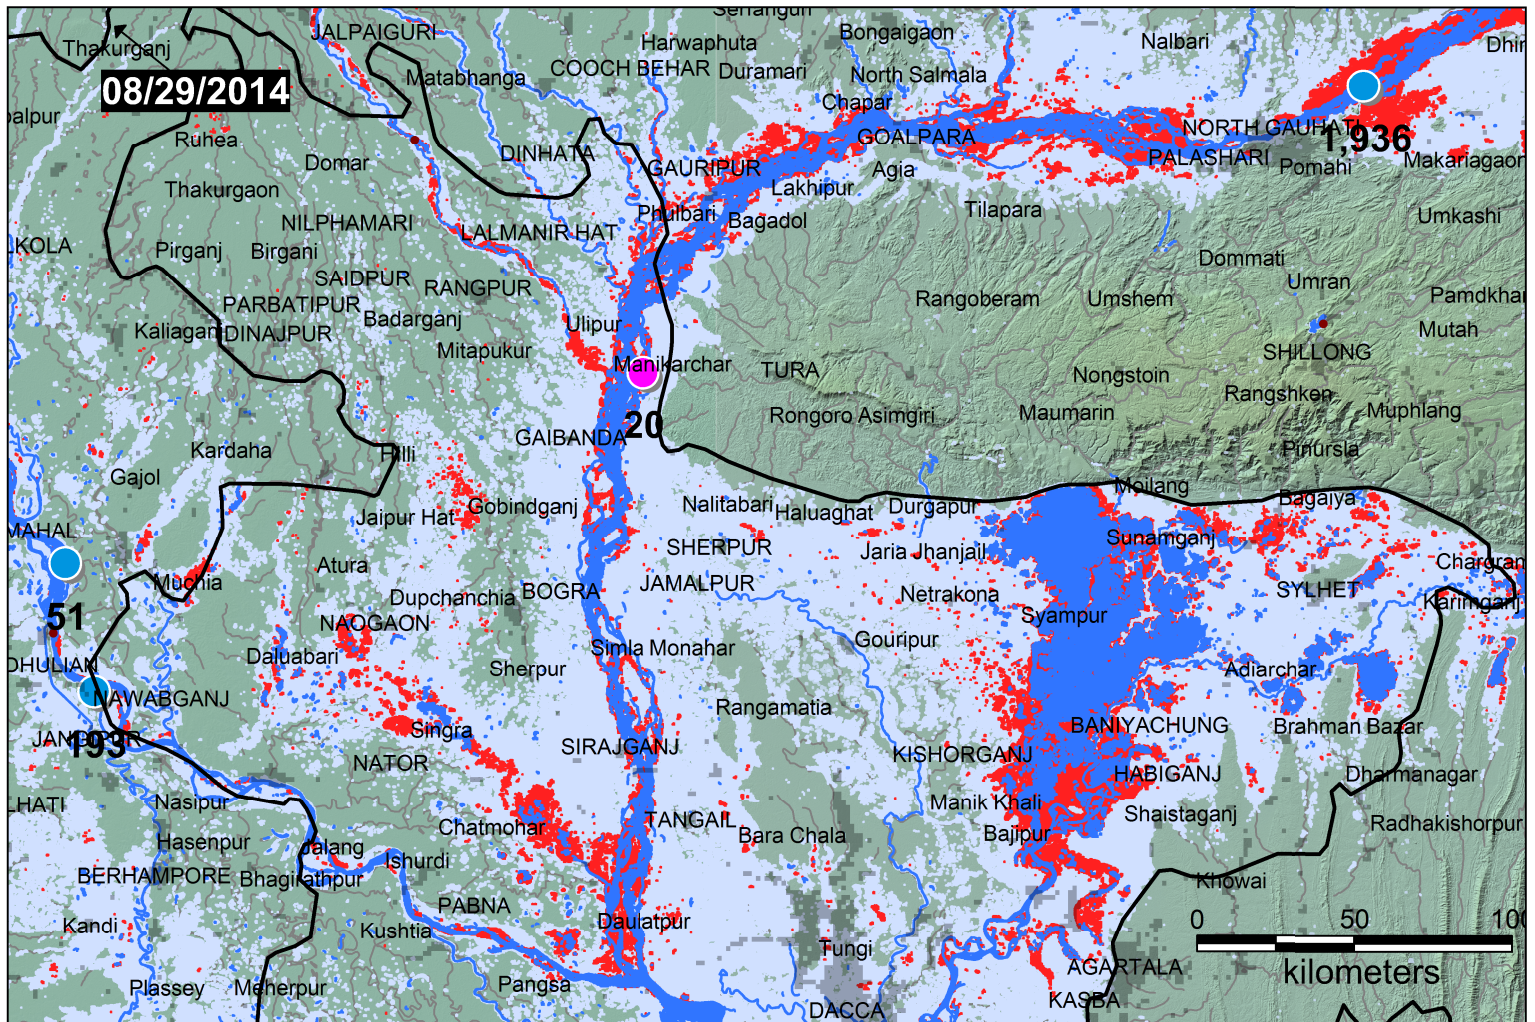 Serfanguri
JALPAIGURI
Bongaigaon
Nalbari
Thakurganj
Harwaphuta
COOCH BEHAR
Duramari
Matabhanga
North Salmala
08/29/2014
Chapar
GOALPARA
NORTH GAUHATI
1,936
Ruhea
Domar
DINHATA
GAURIPUR
Agia
PALASHARI
Pomahi
Makariagaon
Thakurgaon
Lakhipur
NILPHAMARI
LALMANIR HAT
Phulbari
Bagadol
Tilapara
Umkashi
Pirganj
Birgani
Dommati
SAIDPUR
RANGPUR
Umran
PARBATIPUR
Rangoberam
Umshem
Kaliaganj
DINAJPUR
Badarganj
Ulipur
Mutah
Mitapukur
Manikarchar
TURA
SHILLONG
Nongstoin
Rangshken
20
Rongoro
Asimgiri
Maumarin
Muphlang
GAIBANDA
Kardaha
Hilli
Pinursla
Gajol
Moilang
Jaipur Hat
Gobindganj
Nalitabari
Haluaghat
Durgapur
Bagaiya
SHERPUR
Jaria Jhanjail
Sunamganj
Atura
Muchia
JAMALPUR
SYLHET
Dupchanchia
BOGRA
Netrakona
Karimganj
51
NAOGAON
Syampur
Daluabari
Simla
Monahar
Gouripur
Sherpur
Adiarchar
NAWABGANJ
Rangamatia
193
Singra
SIRAJGANJ
KISHORGANJ
BANIYACHUNG
Brahman Bazar
NATOR
HABIGANJ
Dharmanagar
Nasipur
Manik Khali
Shaistaganj
Chatmohar
TANGAIL
Bara Chala
Bajipur
Radhakishorpur
Hasenpur
Jalang
Ishurdi
BERHAMPORE
Bhagirathpur
Khowai
PABNA
Kandi
Kushtia
Daulatpur
0
50
Tungi
AGARTALA
kilometers
Plassey
Meherpur
Pangsa
KASBA
DACCA